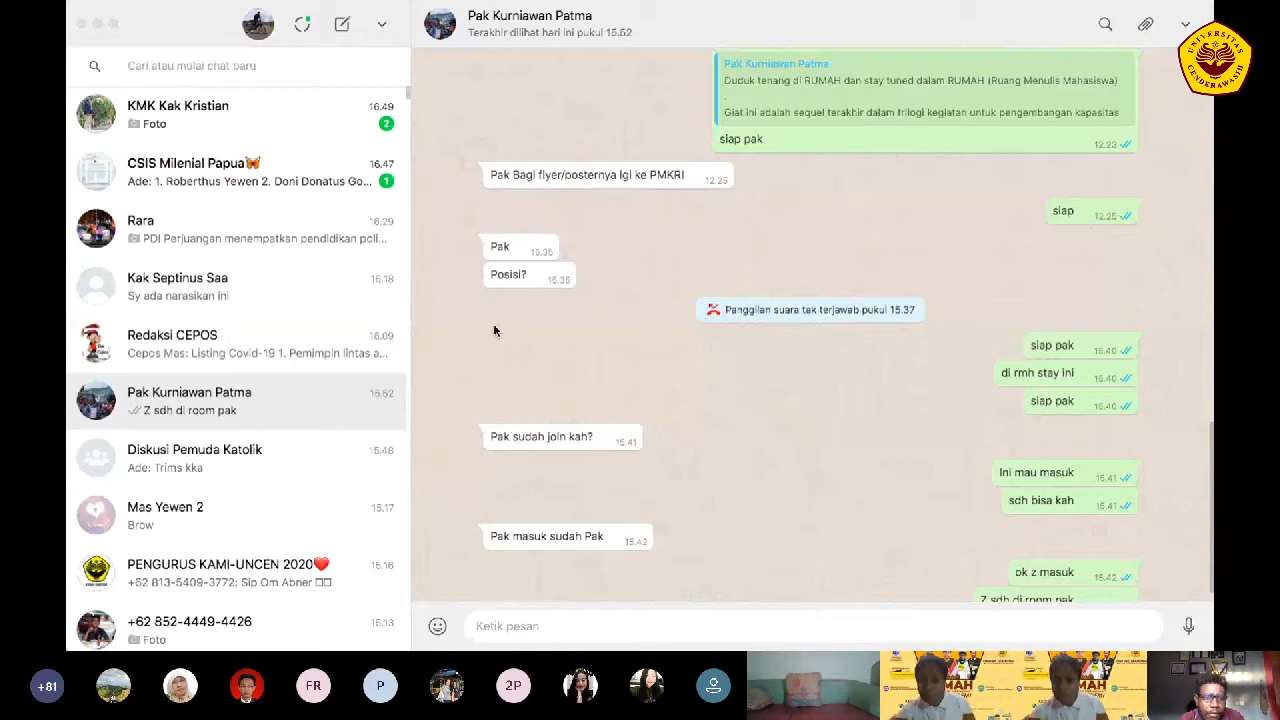 Pak Kurniawan Patma
Terakhir dilihat hari ini pukul 15.52
UNIVERSITAS
CENDERAWASIH
Cari atau mulai chat baru
KMK Kak Kristian 16.49
Foto 2
CSIS Milenial Papua🦋 16.47
Ade: 1. Roberthus Yewen 2. Doni Donatus Go... 1
Rara 16.29
PDI Perjuangan menempatkan pendidikan poli...
Kak Septinus Saa 16.18
Sy ada narasikan ini
Redaksi CEPOS 16.09
Cepos Mas: Listing Covid-19 1. Pemimpin lintas a...
Pak Kurniawan Patma 15.52
Z sdh di room pak
Diskusi Pemuda Katolik 15.48
Ade: Trims kka
Mas Yewen 2 15.17
Brow
PENGURUS KAMI-UNCEN 2020❤️ 15.16
+62 813-5409-3772: Sip Om Abner
+62 852-4449-4426 15.13
Foto
Pak Kurniawan Patma
Duduk tenang di RUMAH dan stay tuned dalam RUMAH (Ruang Menulis Mahasiswa)
.
Giat ini adalah sequel terakhir dalam trilogi kegiatan untuk pengembangan kapasitas
siap pak 12.23
Pak Bagi flyer/posternya lgi ke PMKRI 12.25
siap 12.25
Pak 15.35
Posisi? 15.35
Panggilan suara tak terjawab pukul 15.37
siap pak 15.40
di rmh stay ini 15.40
siap pak 15.40
Pak sudah join kah? 15.41
Ini mau masuk 15.41
sdh bisa kah 15.41
Pak masuk sudah Pak 15.42
ok z masuk 15.42
Z sdh di room pak
Ketik pesan
+81
FR
P
2P